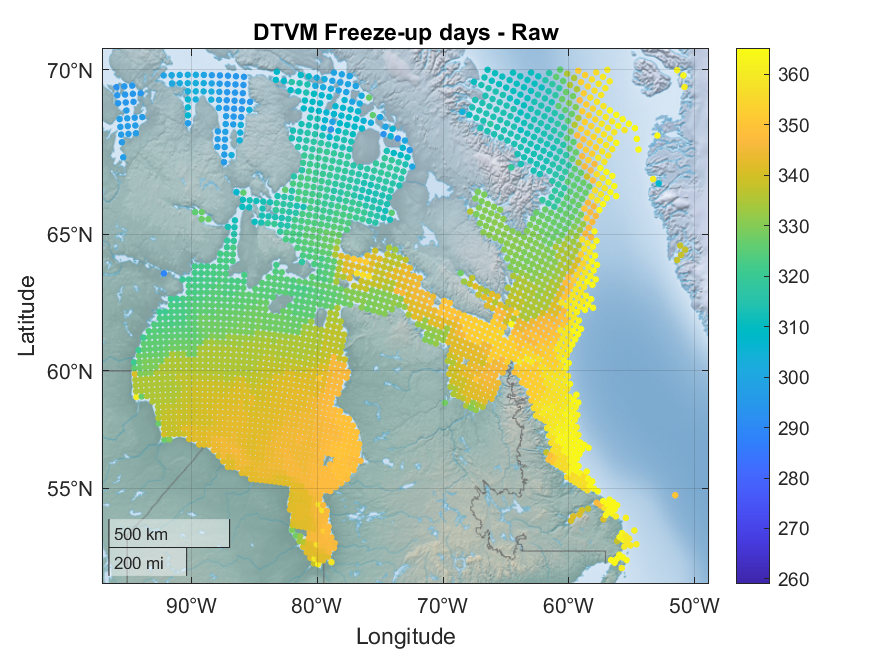 DTVM Freeze-up days - Raw
70°N
65°N
60°N
55°N
Latitude
500 km
200 mi
90°W
80°W
70°W
60°W
50°W
Longitude
360
350
340
330
320
310
300
290
280
270
260